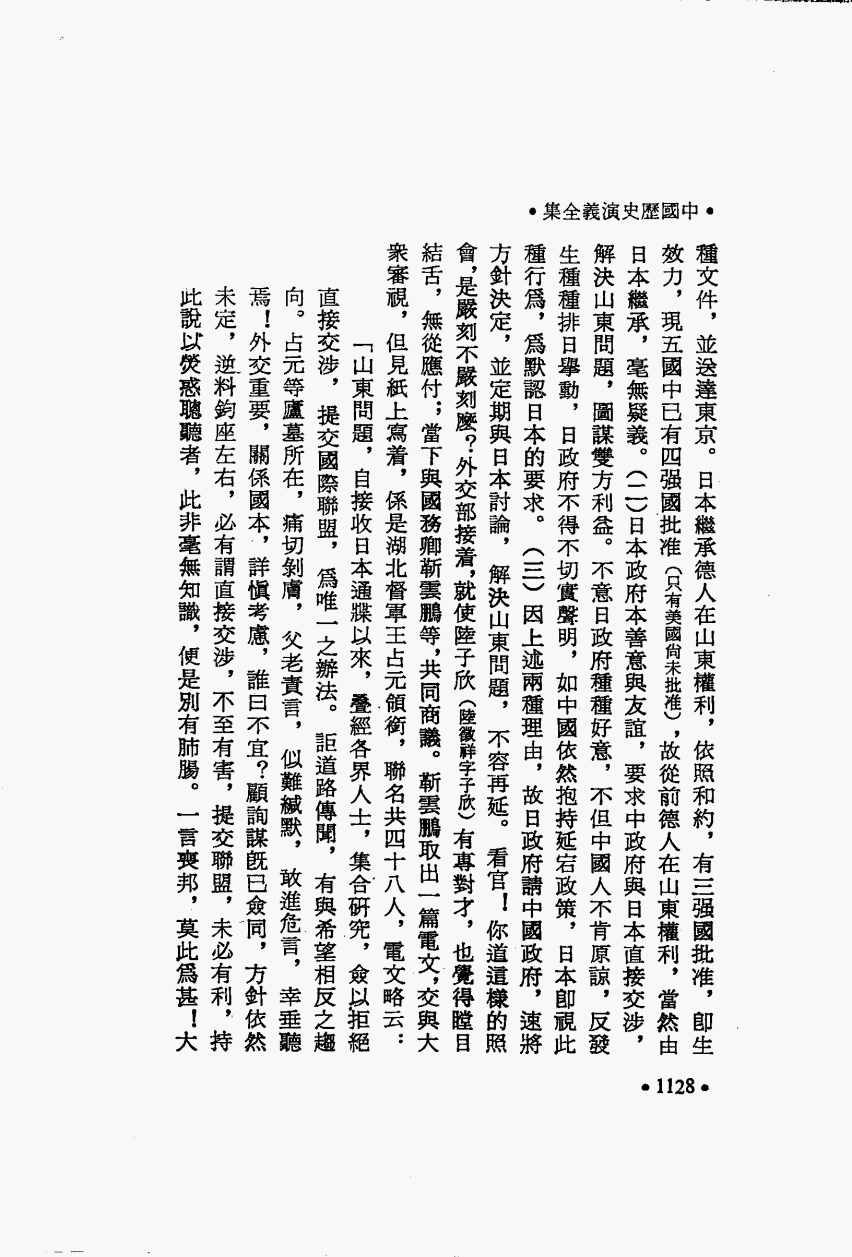 •中國歷史演義全集•
種文件，並送達東京。日本繼承德人在山東權利，依照和約，有三强國批准，卽生
效力，現五國中已有四强國批准（只有美國尙未批准），故從前德人在山東權利，當然由
日本繼承，毫無疑義。（二）日本政府本善意與友誼，要求中政府與日本直接交涉，
解決山東問題，圖謀雙方利益。不意日政府種種好意，不但中國人不肯原諒，反發
生種種排日舉動，日政府不得不切實聲明，如中國依然抱持延宕政策，日本卽視此
種行爲，爲默認日本的要求。（三）因上述兩種理由，故日政府請中國政府，速將
方針決定，並定期與日本討論，解決山東問題，不容再延。看官！你道這樣的照
會，是嚴刻不嚴刻麼？外交部接着，就使陸子欣（陸徵祥字子欣）有專對才，也覺得瞠目
結舌，無從應付；當下與國務卿靳雲鵬等，共同商議。靳雲鵬取出一篇電文，交與大
衆審視，但見紙上寫着，係是湖北督軍王占元領銜，聯名共四十八人，電文略云：
「山東問題，自接收日本通牒以來，疊經各界人士，集合硏究，僉以拒絕
直接交涉，提交國際聯盟，爲唯一之辦法。詎道路傳聞，有與希望相反之趨
向。占元等廬墓所在，痛切剝膚，父老責言，似難緘默，敢進危言，幸垂聽
焉！外交重要，關係國本，詳愼考慮，誰曰不宜？顧詢謀旣已僉同，方針依然
未定，逆料鈞座左右，必有謂直接交涉，不至有害，提交聯盟，未必有利，持
此說以熒惑聰聽者，此非毫無知識，便是別有肺腸。一言喪邦，莫此爲甚！大
•1128•